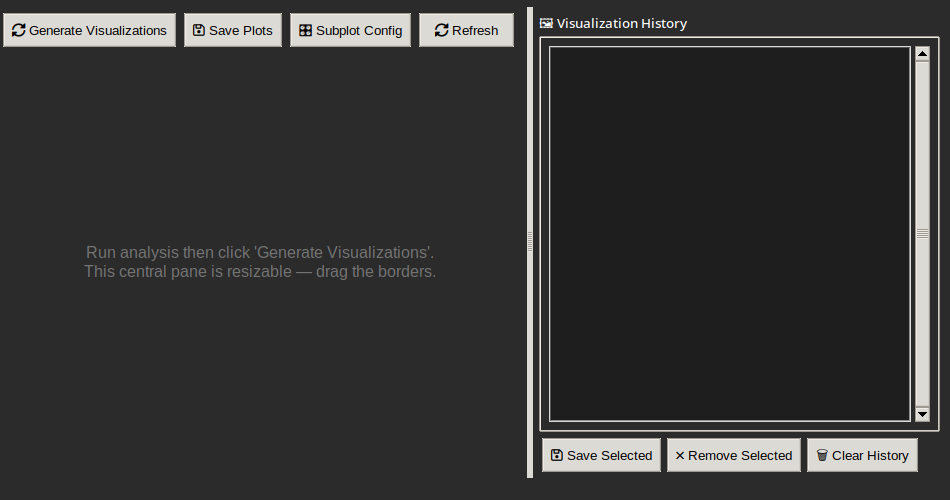 Generate Visualizations
Save Plots
Subplot Config
Refresh
Run analysis then click 'Generate Visualizations'.
This central pane is resizable — drag the borders.
Visualization History
Save Selected
Remove Selected
Clear History